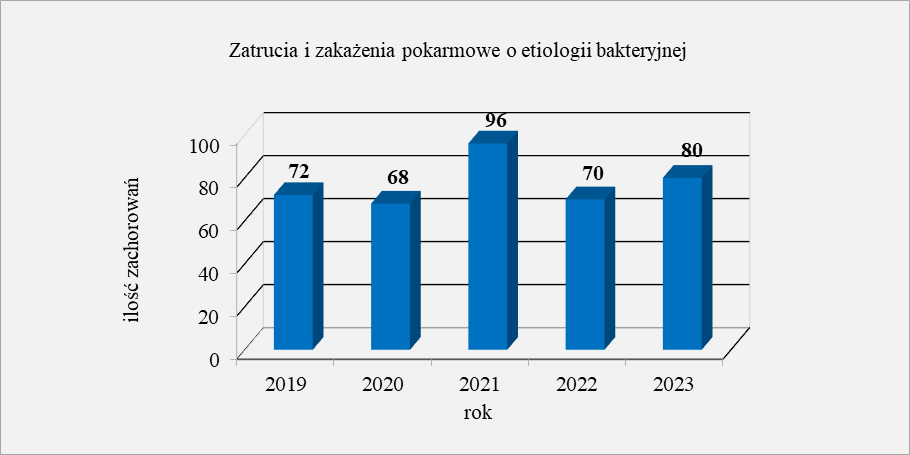 Zatrucia i zakażenia pokarmowe o etiologii bakteryjnej
ilość zachorowań
100
80
60
40
20
0
72
68
96
70
80
2019 2020 2021 2022 2023
rok